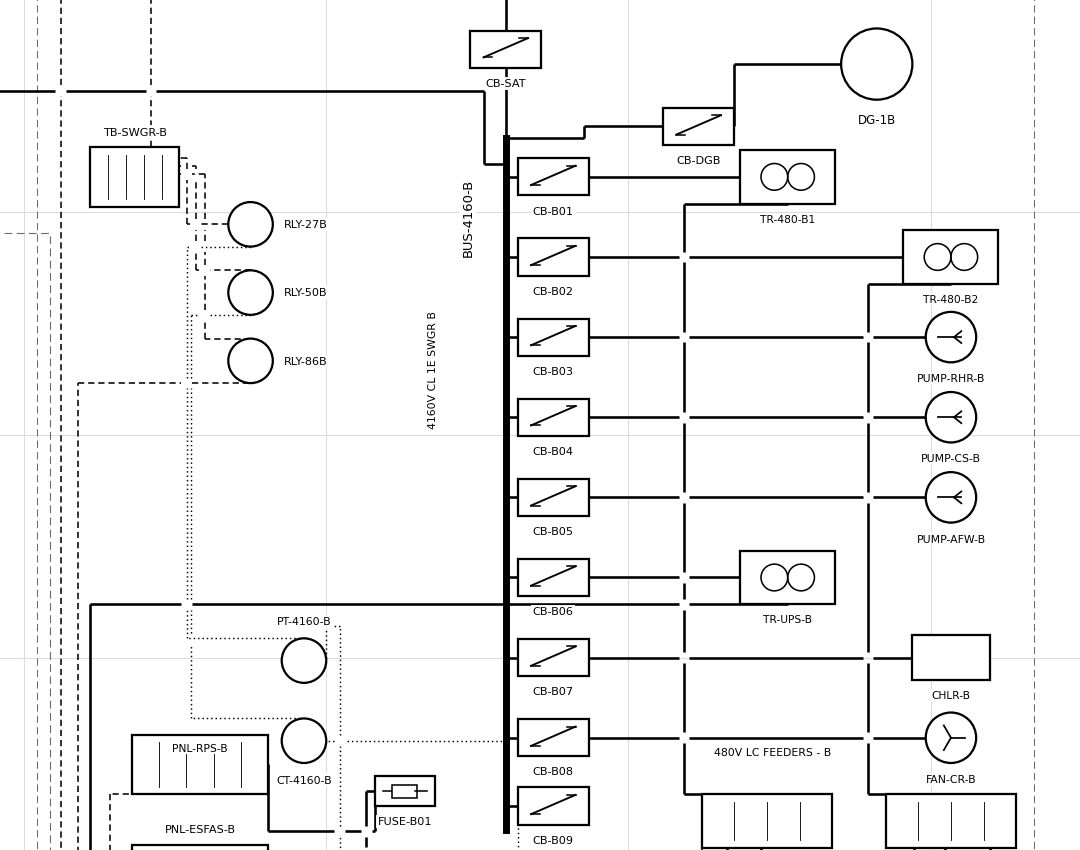 CB-SAT
DG-1B
TB-SWGR-B
CB-DGB
BUS-4160-B
CB-B01
TR-480-B1
RLY-27B
CB-B02
TR-480-B2
RLY-50B
4160V CL 1E SWGR B
RLY-86B
CB-B03
PUMP-RHR-B
CB-B04
PUMP-CS-B
CB-B05
PUMP-AFW-B
CB-B06
TR-UPS-B
PT-4160-B
CB-B07
CHLR-B
PNL-RPS-B
480V LC FEEDERS - B
CT-4160-B
CB-B08
FAN-CR-B
FUSE-B01
PNL-ESFAS-B
CB-B09